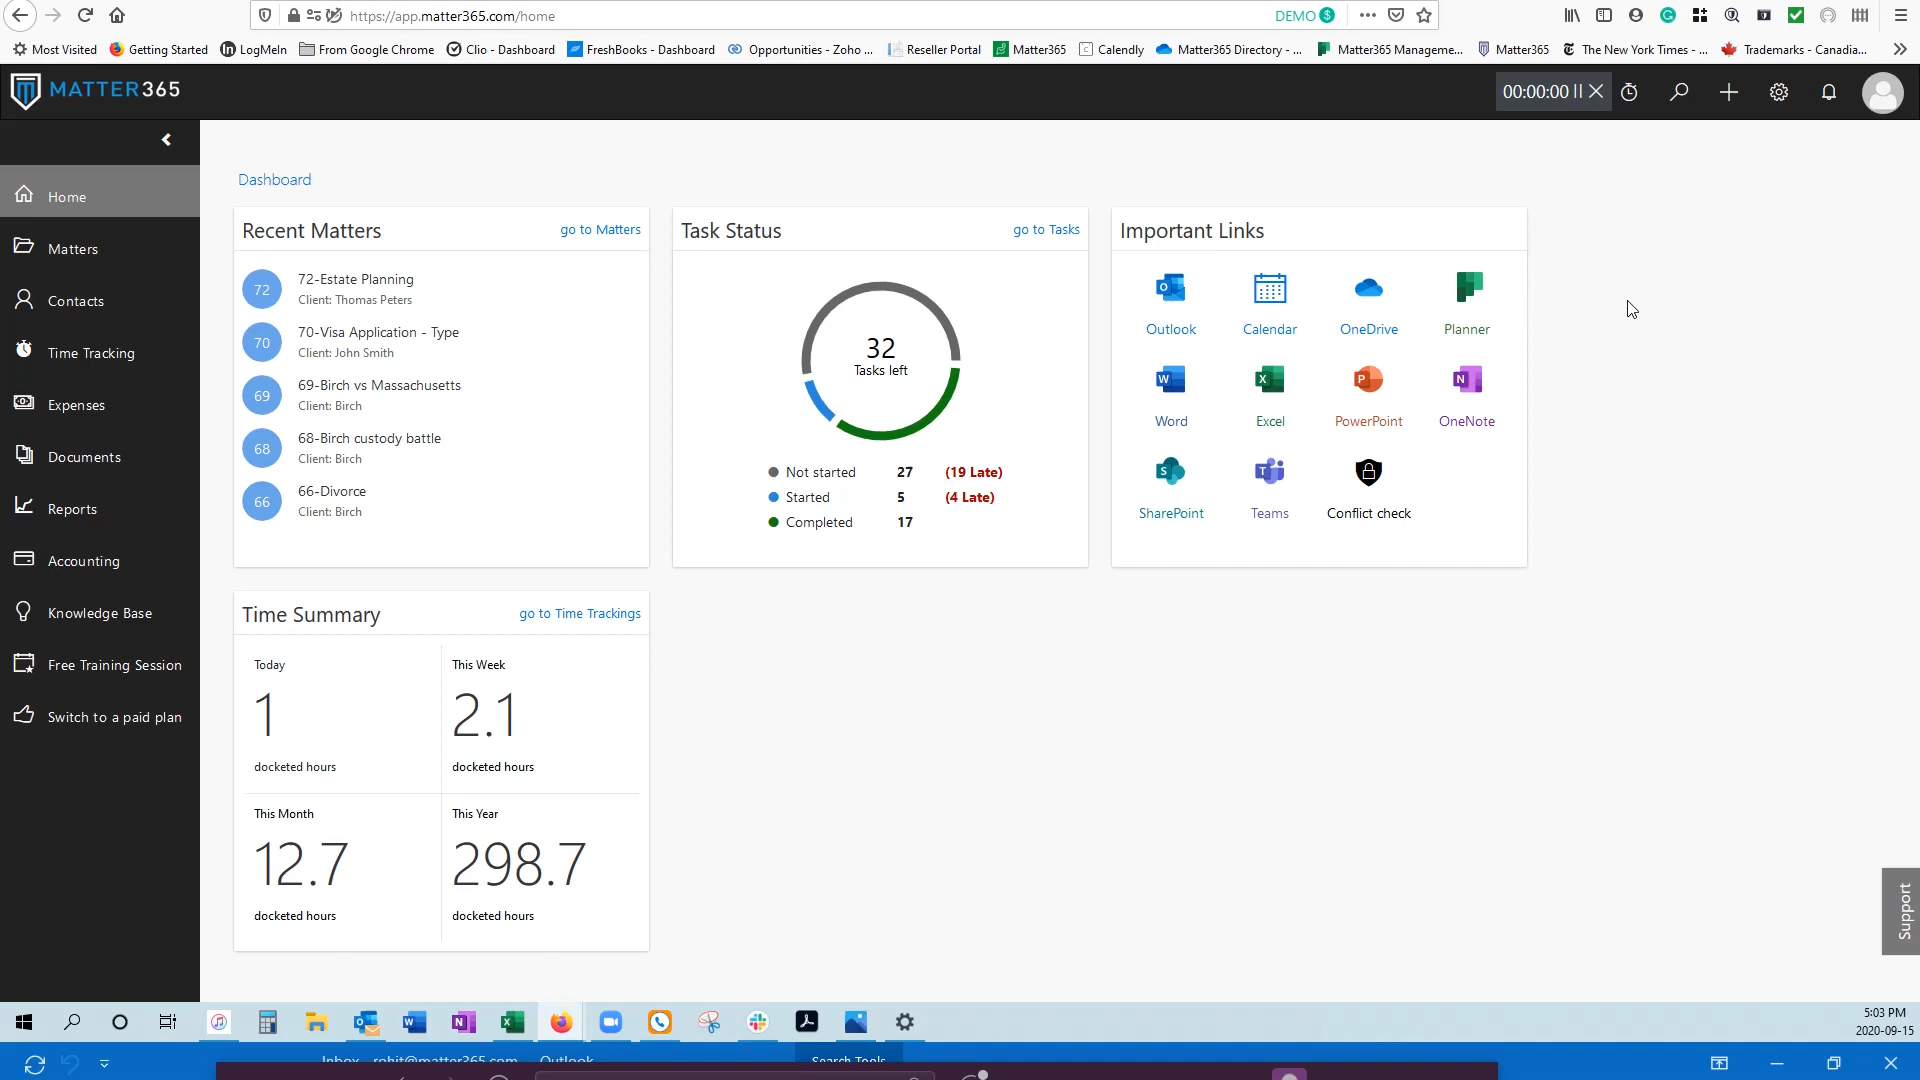 https://app.matter365.com/home
DEMO
Most Visited
Getting Started
LogMeIn
From Google Chrome
Clio - Dashboard
FreshBooks - Dashboard
Opportunities - Zoho ...
Reseller Portal
Matter365
Calendly
Matter365 Directory - ...
Matter365 Manageme...
Matter365
The New York Times - ...
Trademarks - Canadia...
MATTER365
00:00:00
Home
Matters
Contacts
Time Tracking
Expenses
Documents
Reports
Accounting
Knowledge Base
Free Training Session
Switch to a paid plan
Dashboard
Recent Matters
go to Matters
72
72-Estate Planning
Client: Thomas Peters
70
70-Visa Application - Type
Client: John Smith
69
69-Birch vs Massachusetts
Client: Birch
68
68-Birch custody battle
Client: Birch
66
66-Divorce
Client: Birch
Task Status
go to Tasks
32
Tasks left
Not started 27 (19 Late)
Started 5 (4 Late)
Completed 17
Important Links
Outlook
Calendar
OneDrive
Planner
Word
Excel
PowerPoint
OneNote
SharePoint
Teams
Conflict check
Time Summary
go to Time Trackings
Today
1
docketed hours
This Week
2.1
docketed hours
This Month
12.7
docketed hours
This Year
298.7
docketed hours
Support
5:03 PM
2020-09-15
Inbox - rohit@matter365.com - Outlook
Search Tools